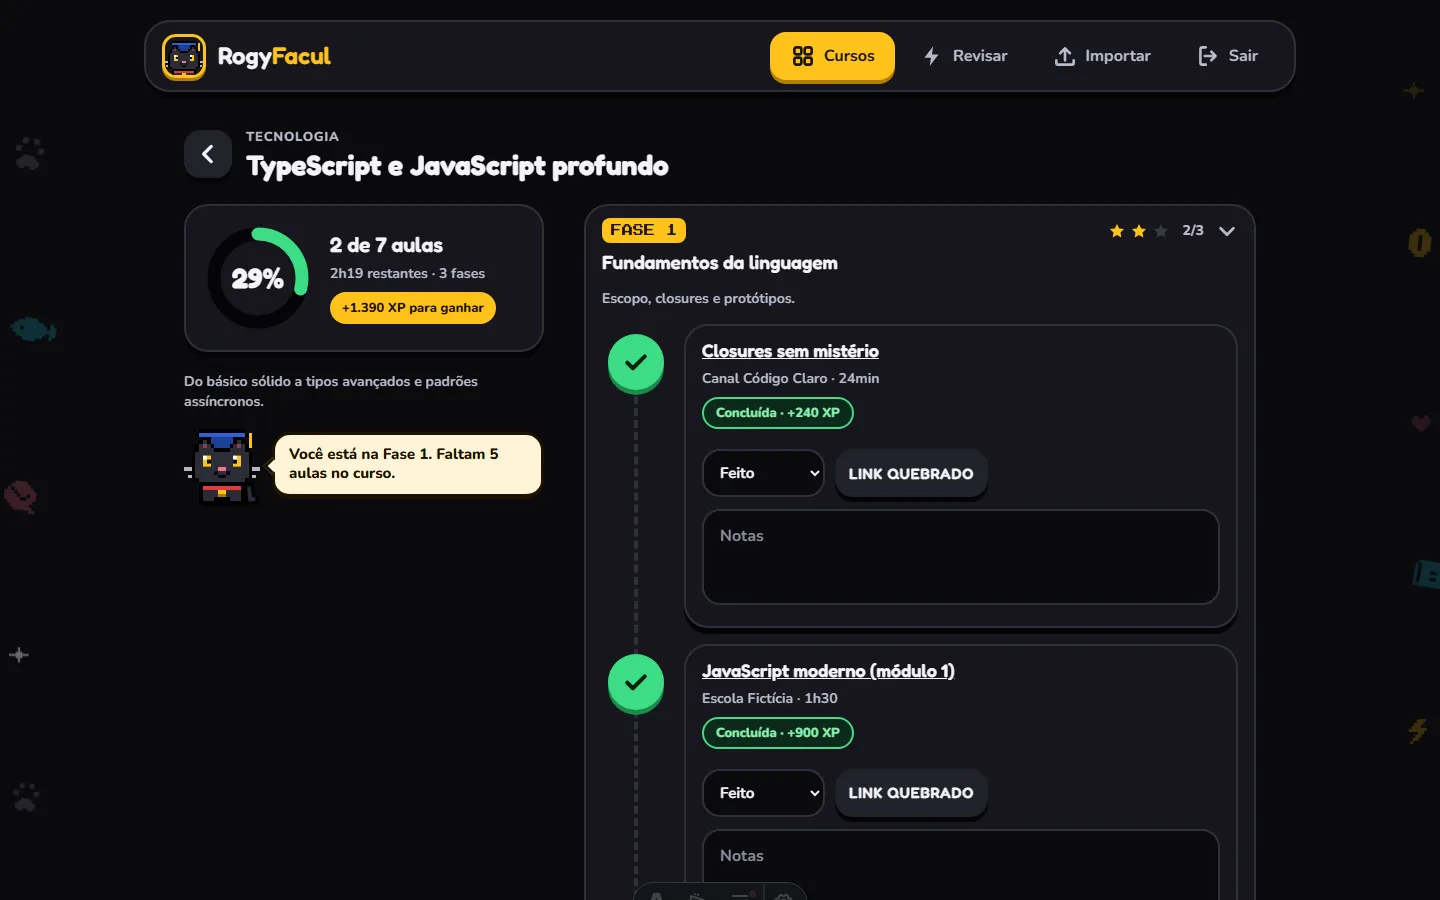 RogyFacul
Cursos
Revisar
Importar
Sair
TECNOLOGIA
TypeScript e JavaScript profundo
29%
2 de 7 aulas
2h19 restantes · 3 fases
+1.390 XP para ganhar
Do básico sólido a tipos avançados e padrões
assíncronos.
Você está na Fase 1. Faltam 5
aulas no curso.
FASE 1
2/3
Fundamentos da linguagem
Escopo, closures e protótipos.
Closures sem mistério
Canal Código Claro · 24min
Concluída · +240 XP
Feito
LINK QUEBRADO
Notas
JavaScript moderno (módulo 1)
Escola Fictícia · 1h30
Concluída · +900 XP
Feito
LINK QUEBRADO
Notas